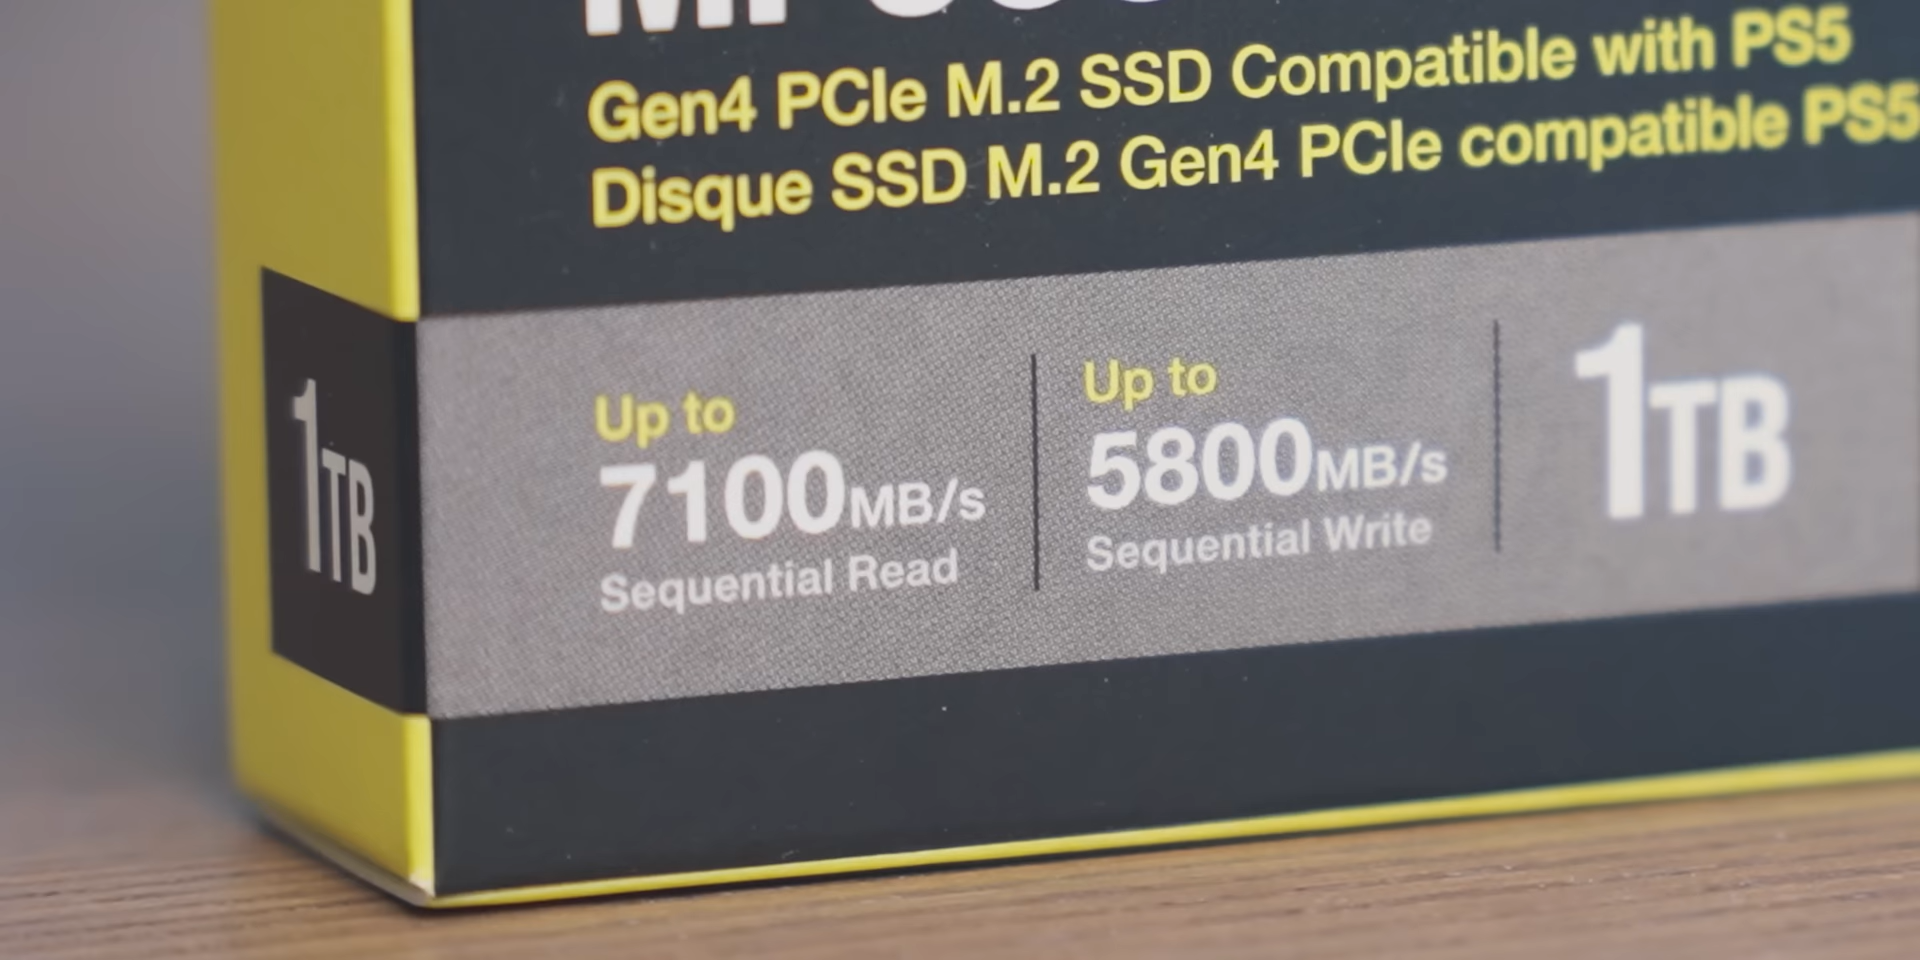 Gen4 PCIe M.2 SSD Compatible with PS5
Disque SSD M.2 Gen4 PCIe compatible PS5
Up to
7100MB/s
Sequential Read
Up to
5800MB/s
Sequential Write
1TB
1TB